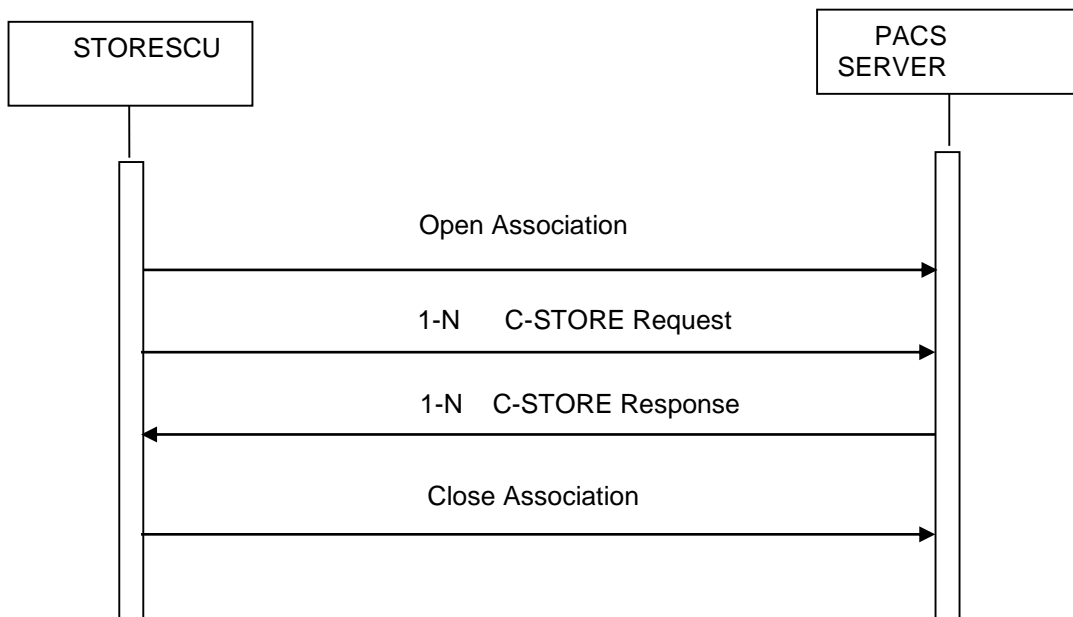 STORESCU
PACS
SERVER
Open Association
1-N C-STORE Request
1-N C-STORE Response
Close Association